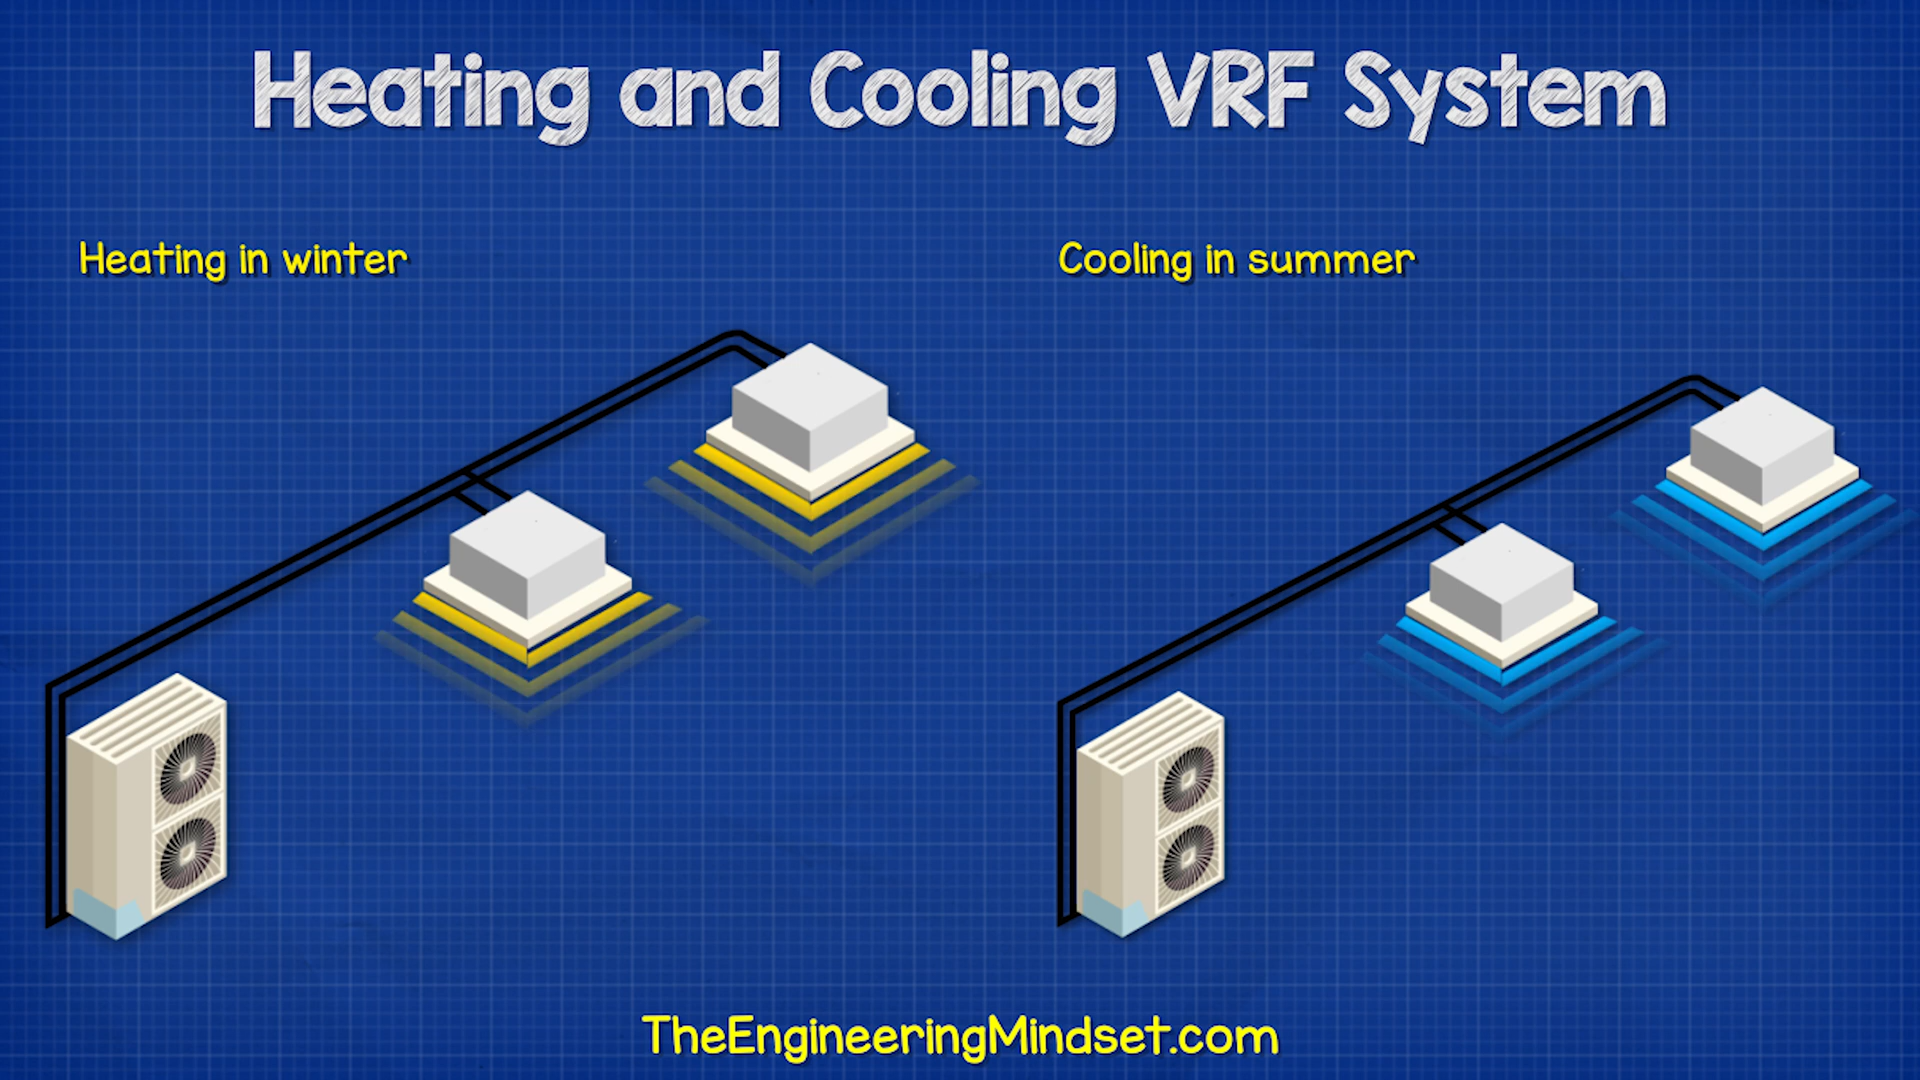 Heating and Cooling VRF System
Heating in winter
Cooling in summer
TheEngineeringMindset.com